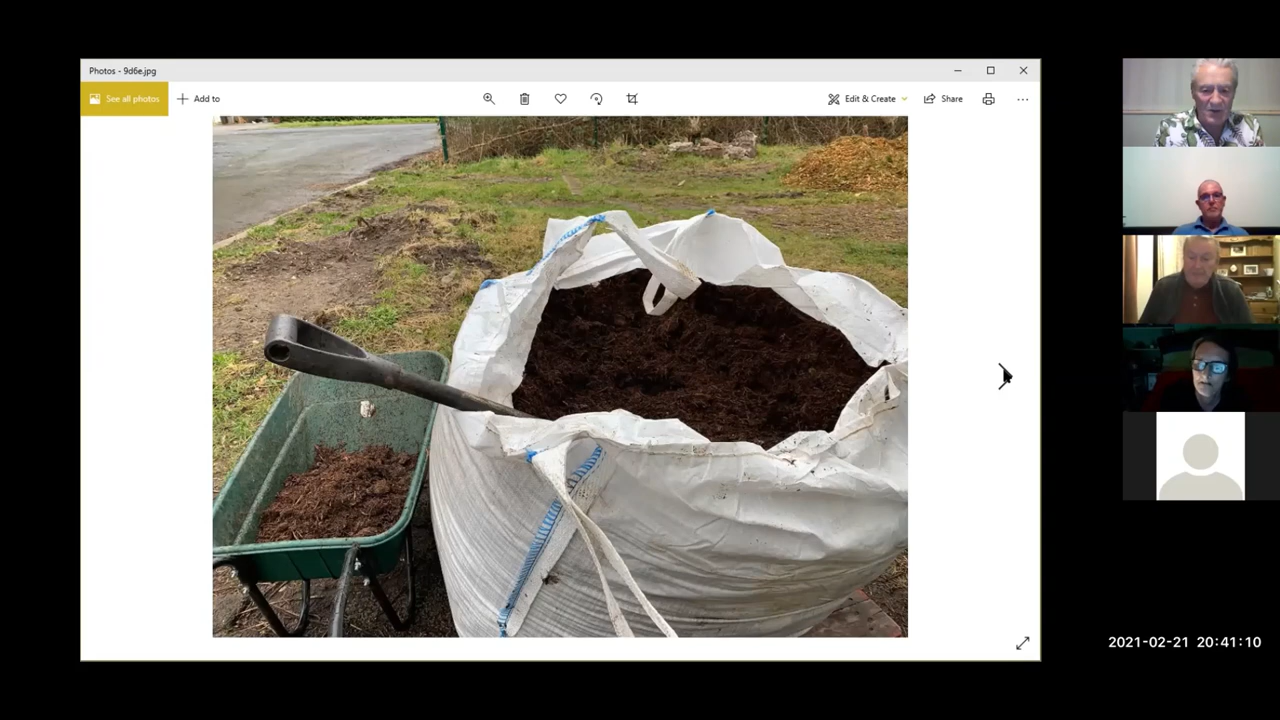 Photos - 9d6e.jpg
See all photos
Add to
Edit & Create
Share
2021-02-21 20:41:10